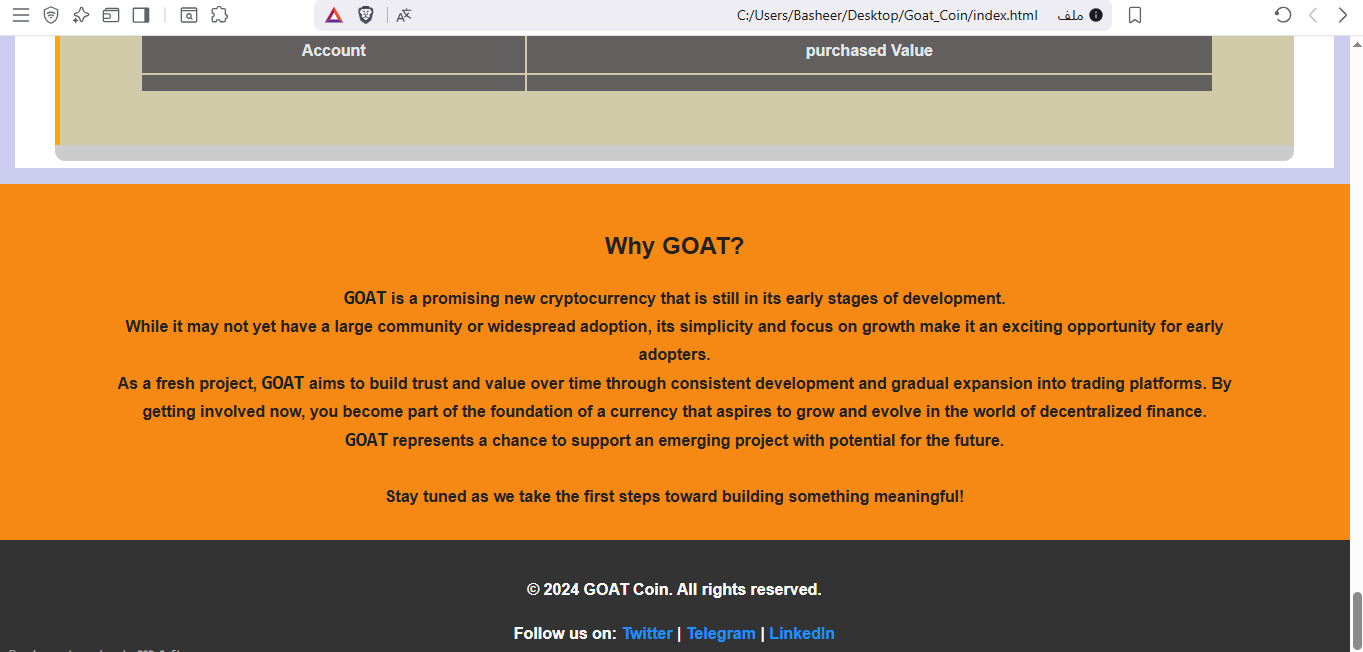 C:/Users/Basheer/Desktop/Goat_Coin/index.html ملف
Account purchased Value
Why GOAT?
GOAT is a promising new cryptocurrency that is still in its early stages of development.
While it may not yet have a large community or widespread adoption, its simplicity and focus on growth make it an exciting opportunity for early
adopters.
As a fresh project, GOAT aims to build trust and value over time through consistent development and gradual expansion into trading platforms. By
getting involved now, you become part of the foundation of a currency that aspires to grow and evolve in the world of decentralized finance.
GOAT represents a chance to support an emerging project with potential for the future.
Stay tuned as we take the first steps toward building something meaningful!
© 2024 GOAT Coin. All rights reserved.
Follow us on: Twitter | Telegram | LinkedIn